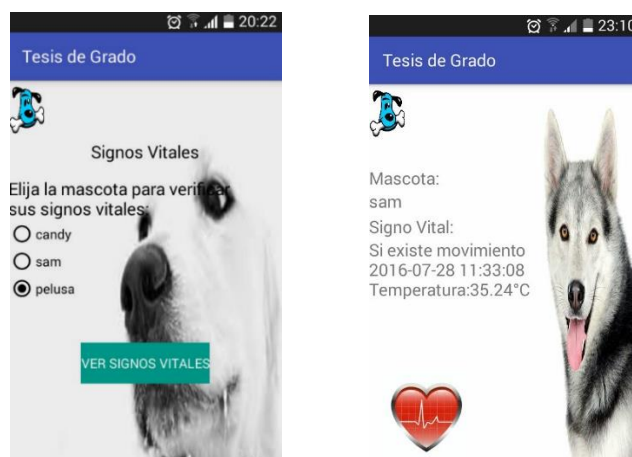 20:22
Tesis de Grado
Signos Vitales
Elija la mascota para verificar
sus signos vitales:
candy
sam
pelusa
VER SIGNOS VITALES
23:10
Tesis de Grado
Mascota:
sam
Signo Vital:
Si existe movimiento
2016-07-28 11:33:08
Temperatura:35.24°C